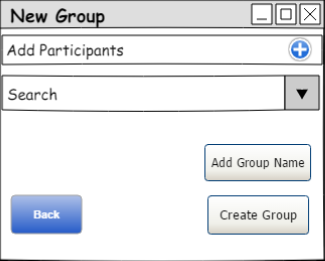 New Group
Add Participants
Search
Add Group Name
Back
Create Group